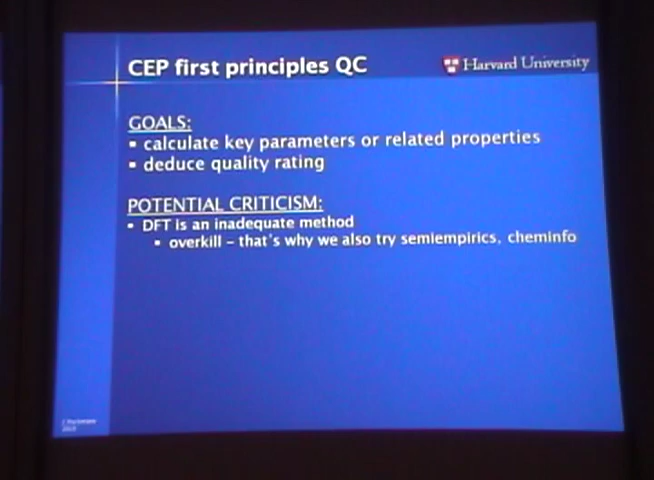 CEP first principles QC
Harvard University
GOALS:
▪ calculate key parameters or related properties
▪ deduce quality rating
POTENTIAL CRITICISM:
▪ DFT is an inadequate method
▪ overkill – that's why we also try semiempirics, cheminfo